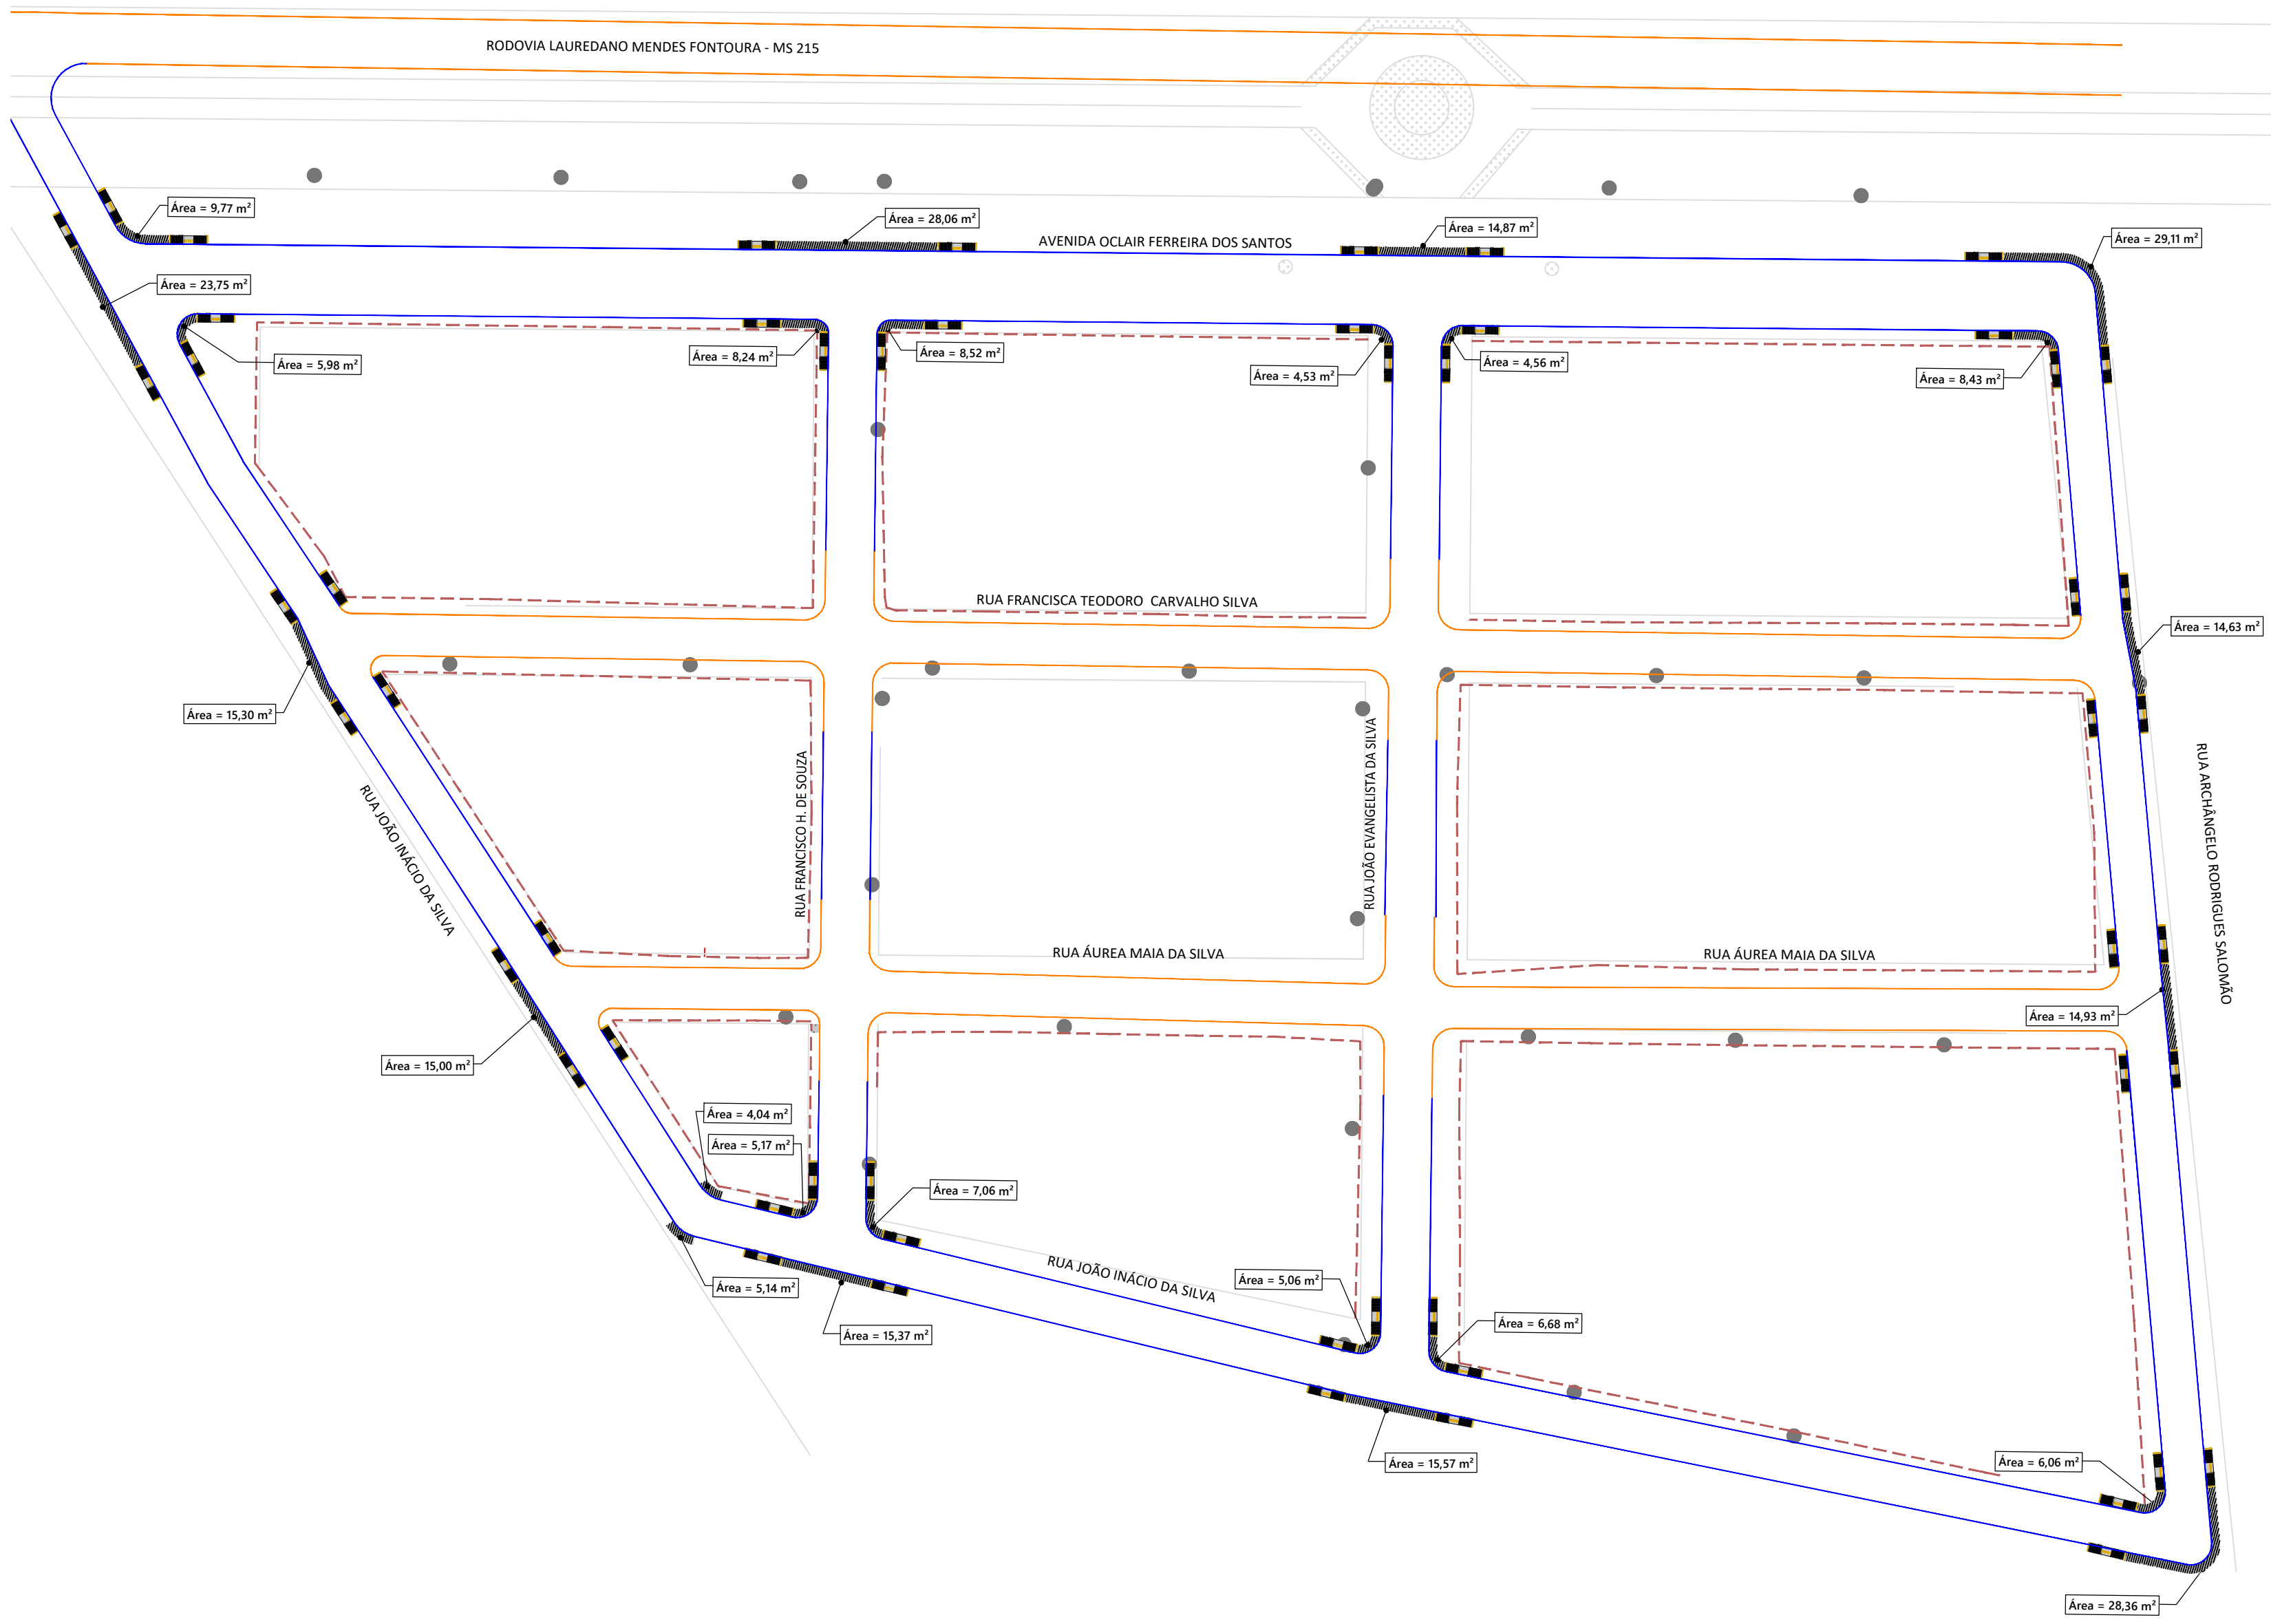 RODOVIA LAUREDANO MENDES FONTOURA - MS 215
Área = 9,77 m²
Área = 28,06 m²
Área = 14,87 m²
AVENIDA OCLAIR FERREIRA DOS SANTOS
Área = 29,11 m²
Área = 23,75 m²
Área = 5,98 m²
Área = 8,24 m²
Área = 8,52 m²
Área = 4,53 m²
Área = 4,56 m²
Área = 8,43 m²
RUA FRANCISCA TEODORO CARVALHO SILVA
Área = 14,63 m²
Área = 15,30 m²
RUA JOÃO INÁCIO DA SILVA
RUA FRANCISCO H. DE SOUZA
RUA JOÃO EVANGELISTA DA SILVA
RUA ARCHÂNGELO RODRIGUES SALOMÃO
RUA ÁUREA MAIA DA SILVA
RUA ÁUREA MAIA DA SILVA
Área = 14,93 m²
Área = 15,00 m²
Área = 4,04 m²
Área = 5,17 m²
Área = 7,06 m²
RUA JOÃO INÁCIO DA SILVA
Área = 5,06 m²
Área = 5,14 m²
Área = 15,37 m²
Área = 6,68 m²
Área = 15,57 m²
Área = 6,06 m²
Área = 28,36 m²